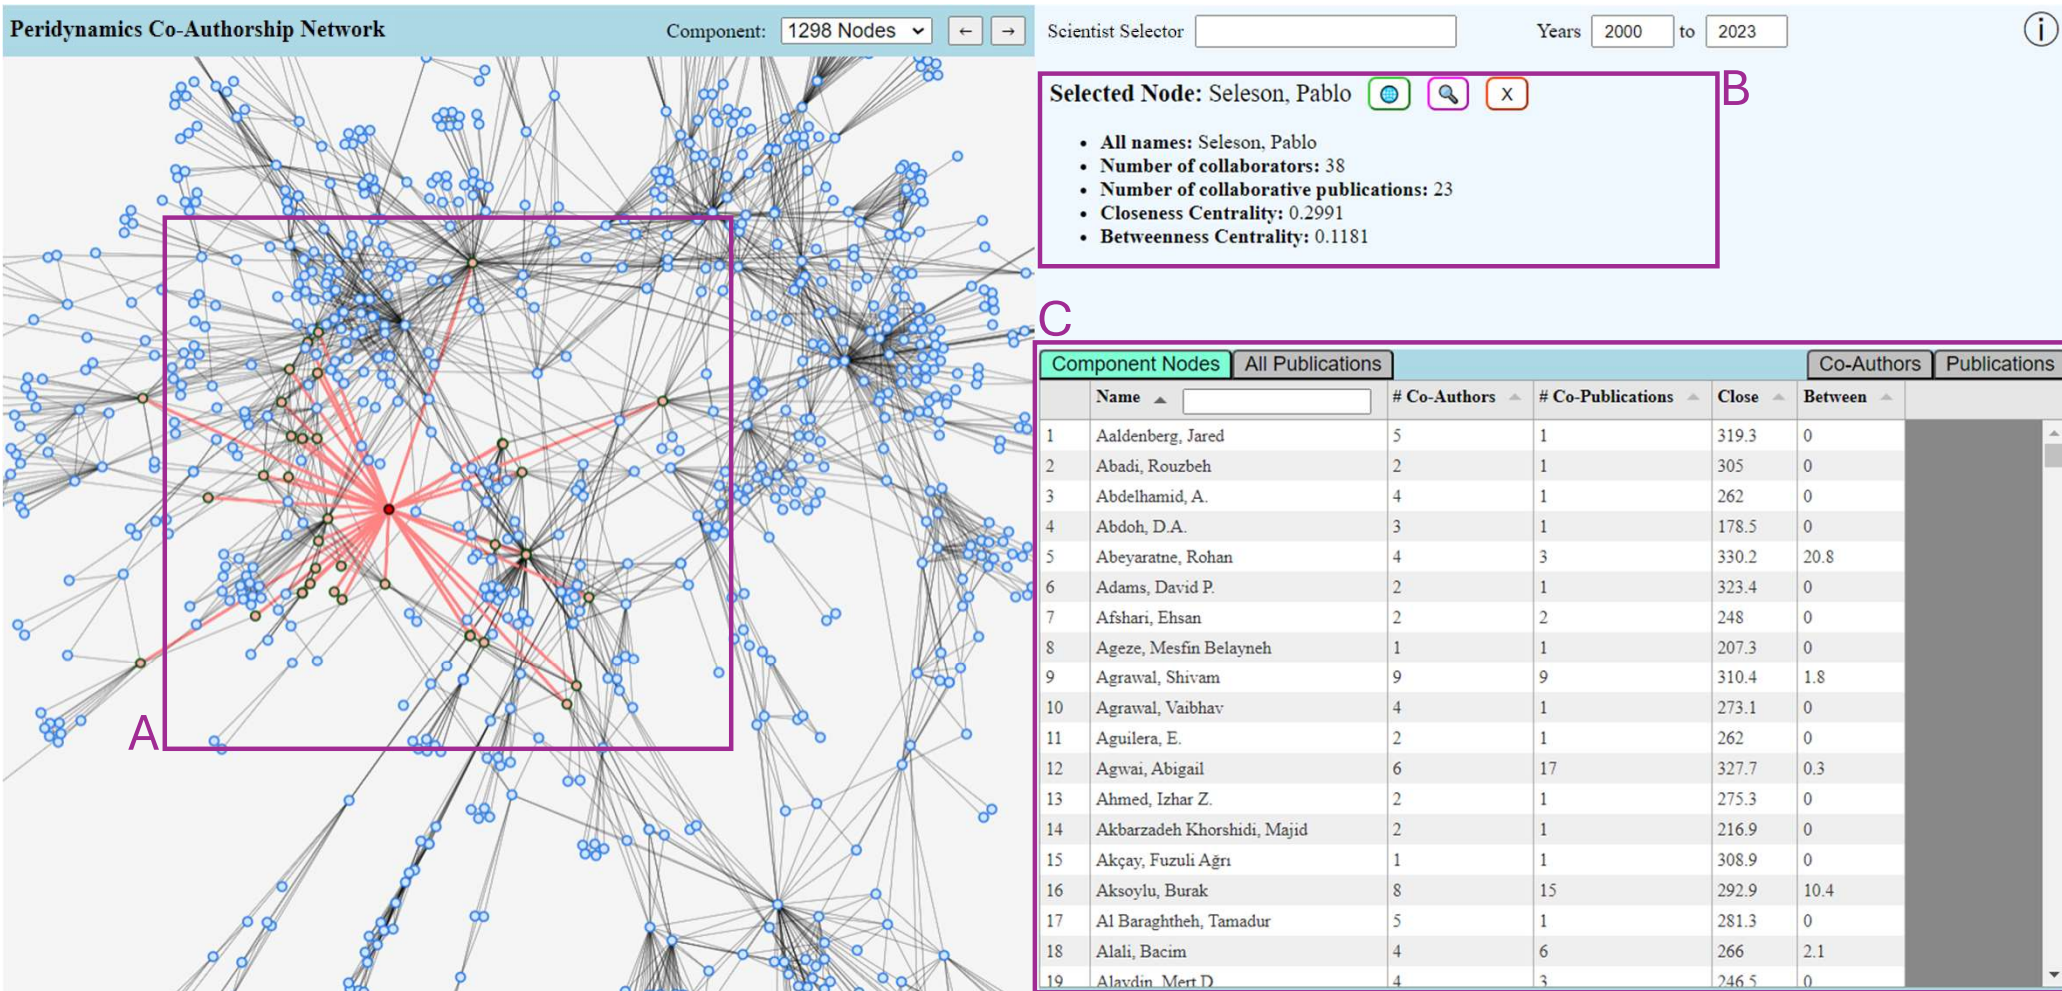 Peridynamics Co-Authorship Network
Component: 1298 Nodes ← →
Scientist Selector Years 2000 to 2023 i
B
Selected Node: Seleson, Pablo X
• All names: Seleson, Pablo
• Number of collaborators: 38
• Number of collaborative publications: 23
• Closeness Centrality: 0.2991
• Betweenness Centrality: 0.1181
A
C
Component Nodes All Publications Co-Authors Publications
Name # Co-Authors # Co-Publications Close Between
1 Aaldenberg, Jared 5 1 319.3 0
2 Abadi, Rouzbeh 2 1 305 0
3 Abdelhamid, A. 4 1 262 0
4 Abdoh, D.A. 3 1 178.5 0
5 Abeyaratne, Rohan 4 3 330.2 20.8
6 Adams, David P. 2 1 323.4 0
7 Afshari, Ehsan 2 2 248 0
8 Ageze, Mesfin Belayneh 1 1 207.3 0
9 Agrawal, Shivam 9 9 310.4 1.8
10 Agrawal, Vaibhav 4 1 273.1 0
11 Aguilera, E. 2 1 262 0
12 Agwai, Abigail 6 17 327.7 0.3
13 Ahmed, Izhar Z. 2 1 275.3 0
14 Akbarzadeh Khorshidi, Majid 2 1 216.9 0
15 Akçay, Fuzuli Ağrı 1 1 308.9 0
16 Aksoylu, Burak 8 15 292.9 10.4
17 Al Baraghtheh, Tamadur 5 1 281.3 0
18 Alali, Bacim 4 6 266 2.1
19 Alaydin, Mert D. 4 3 246.5 0